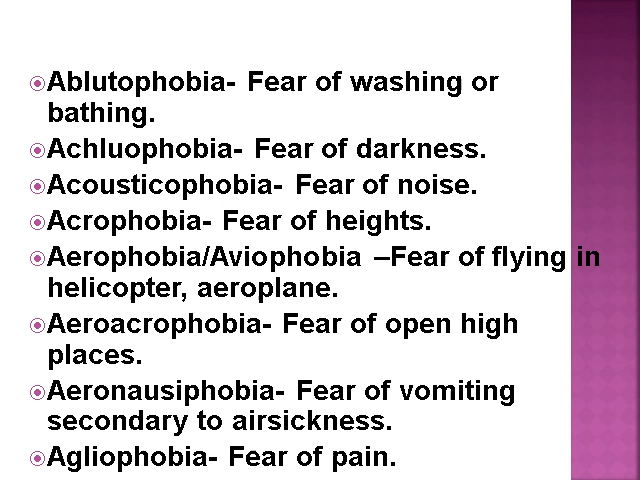 Ablutophobia- Fear of washing or
bathing.
Achluophobia- Fear of darkness.
Acousticophobia- Fear of noise.
Acrophobia- Fear of heights.
Aerophobia/Aviophobia –Fear of flying in
helicopter, aeroplane.
Aeroacrophobia- Fear of open high
places.
Aeronausiphobia- Fear of vomiting
secondary to airsickness.
Agliophobia- Fear of pain.